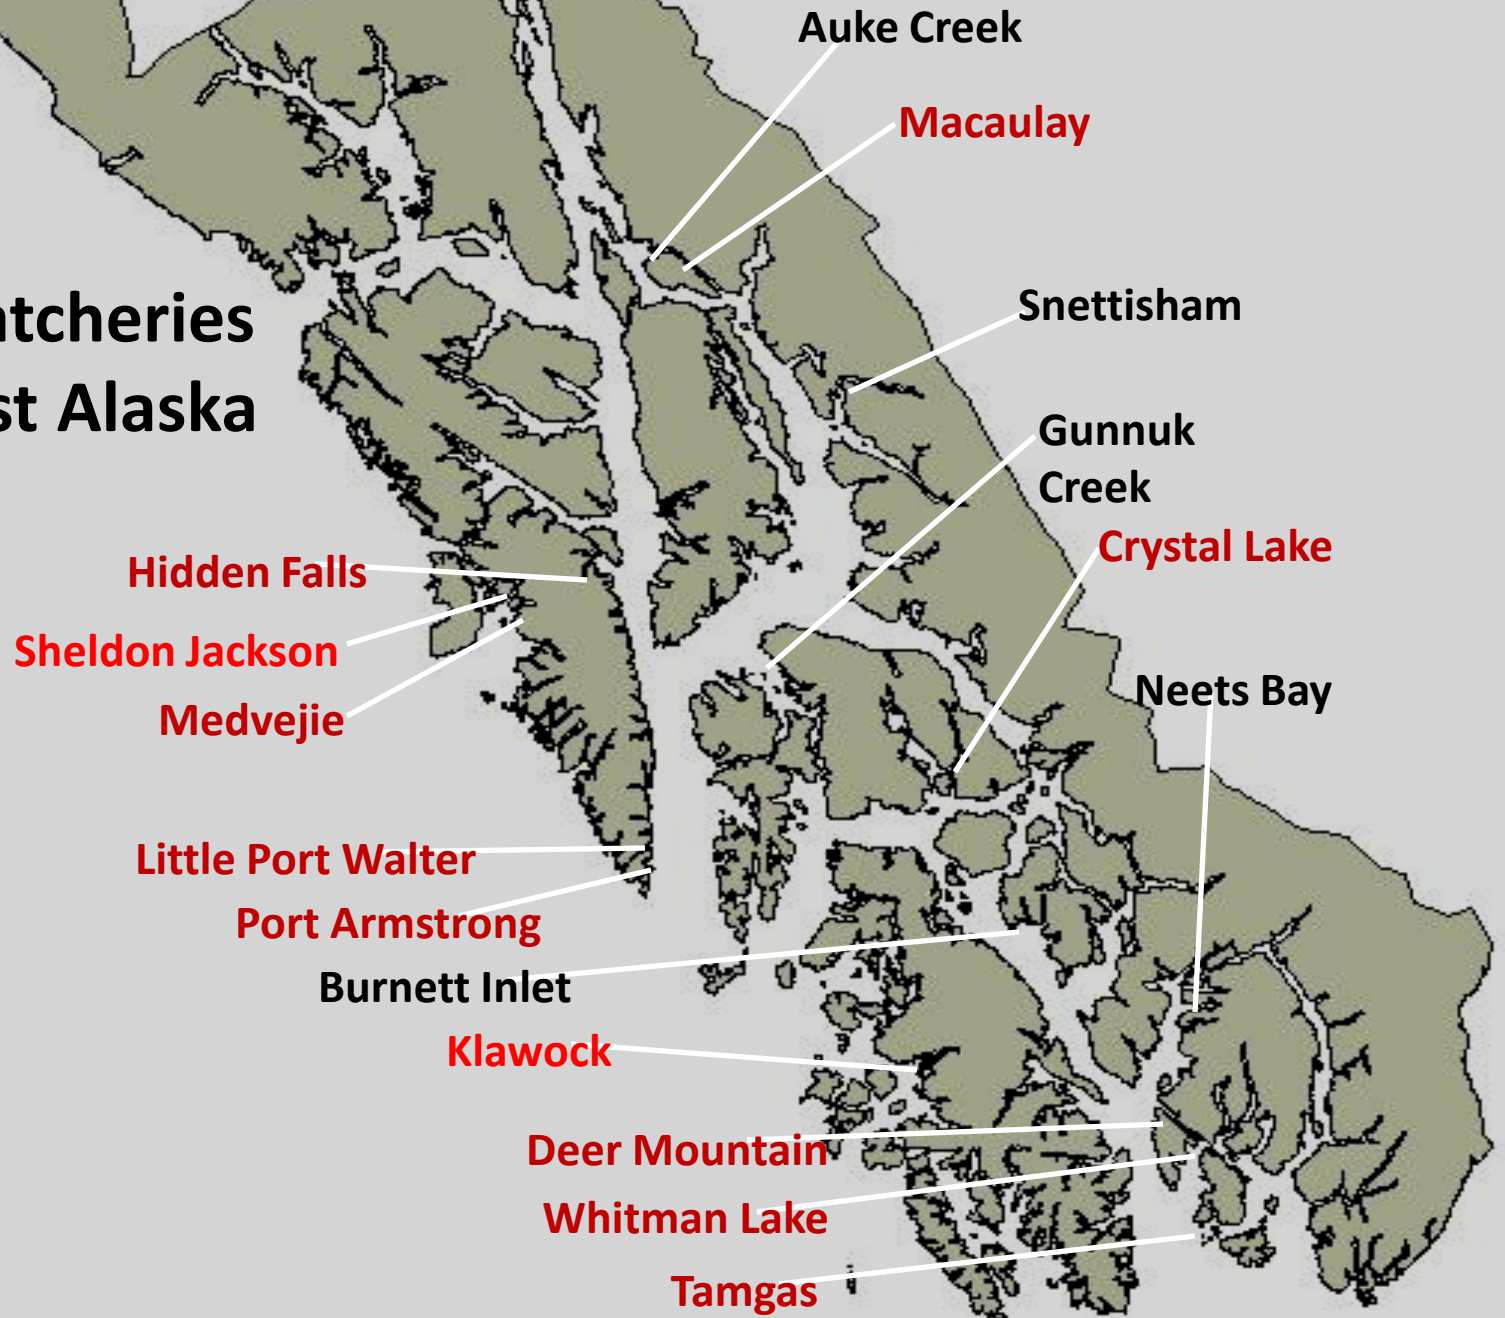 Auke Creek
Macaulay
Snettisham
atcheries
st Alaska
Gunnuk
Creek
Crystal Lake
Hidden Falls
Sheldon Jackson
Neets Bay
Medvejie
Little Port Walter
Port Armstrong
Burnett Inlet
Klawock
Deer Mountain
Whitman Lake
Tamgas